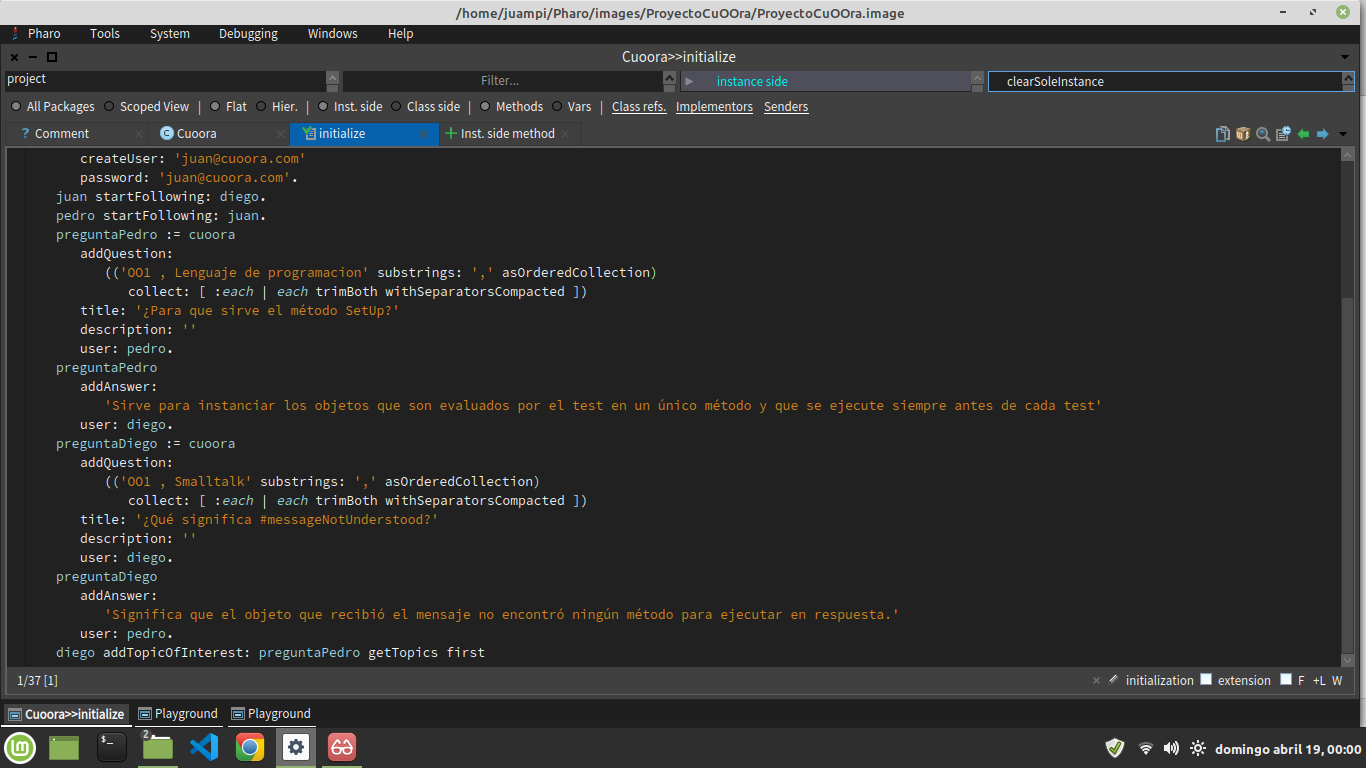 /home/juampi/Pharo/images/ProyectoCuOOra/ProyectoCuOOra.image
Pharo Tools System Debugging Windows Help
Cuoora>>initialize
project Filter... instance side clearSoleInstance
All Packages Scoped View | Flat Hier. | Inst. side Class side | Methods Vars Class refs. Implementors Senders
? Comment C Cuoora initialize Inst. side method
createUser: 'juan@cuoora.com'
password: 'juan@cuoora.com'.
juan startFollowing: diego.
pedro startFollowing: juan.
preguntaPedro := cuoora
addQuestion:
(('OO1 , Lenguaje de programacion' substrings: ',' asOrderedCollection)
collect: [ :each | each trimBoth withSeparatorsCompacted ])
title: '¿Para que sirve el método SetUp?'
description: ''
user: pedro.
preguntaPedro
addAnswer:
'Sirve para instanciar los objetos que son evaluados por el test en un único método y que se ejecute siempre antes de cada test'
user: diego.
preguntaDiego := cuoora
addQuestion:
(('OO1 , Smalltalk' substrings: ',' asOrderedCollection)
collect: [ :each | each trimBoth withSeparatorsCompacted ])
title: '¿Qué significa #messageNotUnderstood?'
description: ''
user: diego.
preguntaDiego
addAnswer:
'Significa que el objeto que recibió el mensaje no encontró ningún método para ejecutar en respuesta.'
user: pedro.
diego addTopicOfInterest: preguntaPedro getTopics first
1/37 [1] initialization extension F +L W
Cuoora>>initialize Playground Playground
2 domingo abril 19, 00:00